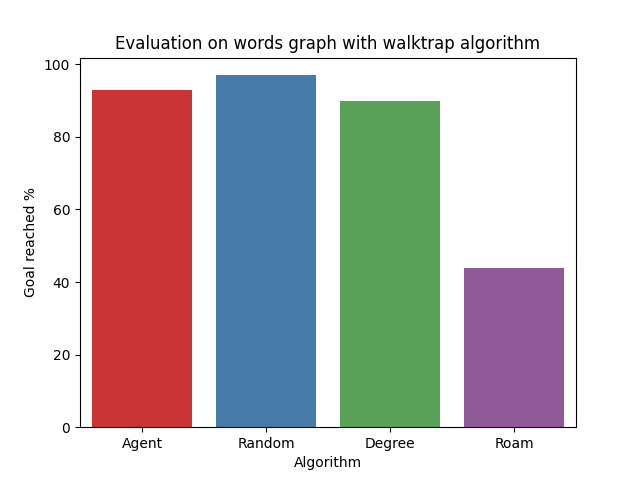 Evaluation on words graph with walktrap algorithm
Goal reached %
100
80
60
40
20
0
Agent
Random
Degree
Roam
Algorithm